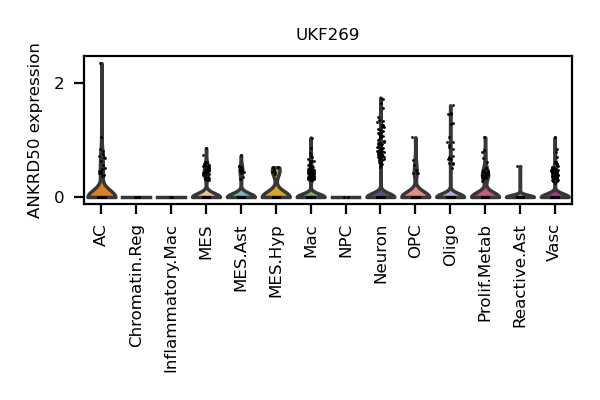 UKF269
ANKRD50 expression
2
0
AC
Chromatin.Reg
Inflammatory.Mac
MES
MES.Ast
MES.Hyp
Mac
NPC
Neuron
OPC
Oligo
Prolif.Metab
Reactive.Ast
Vasc